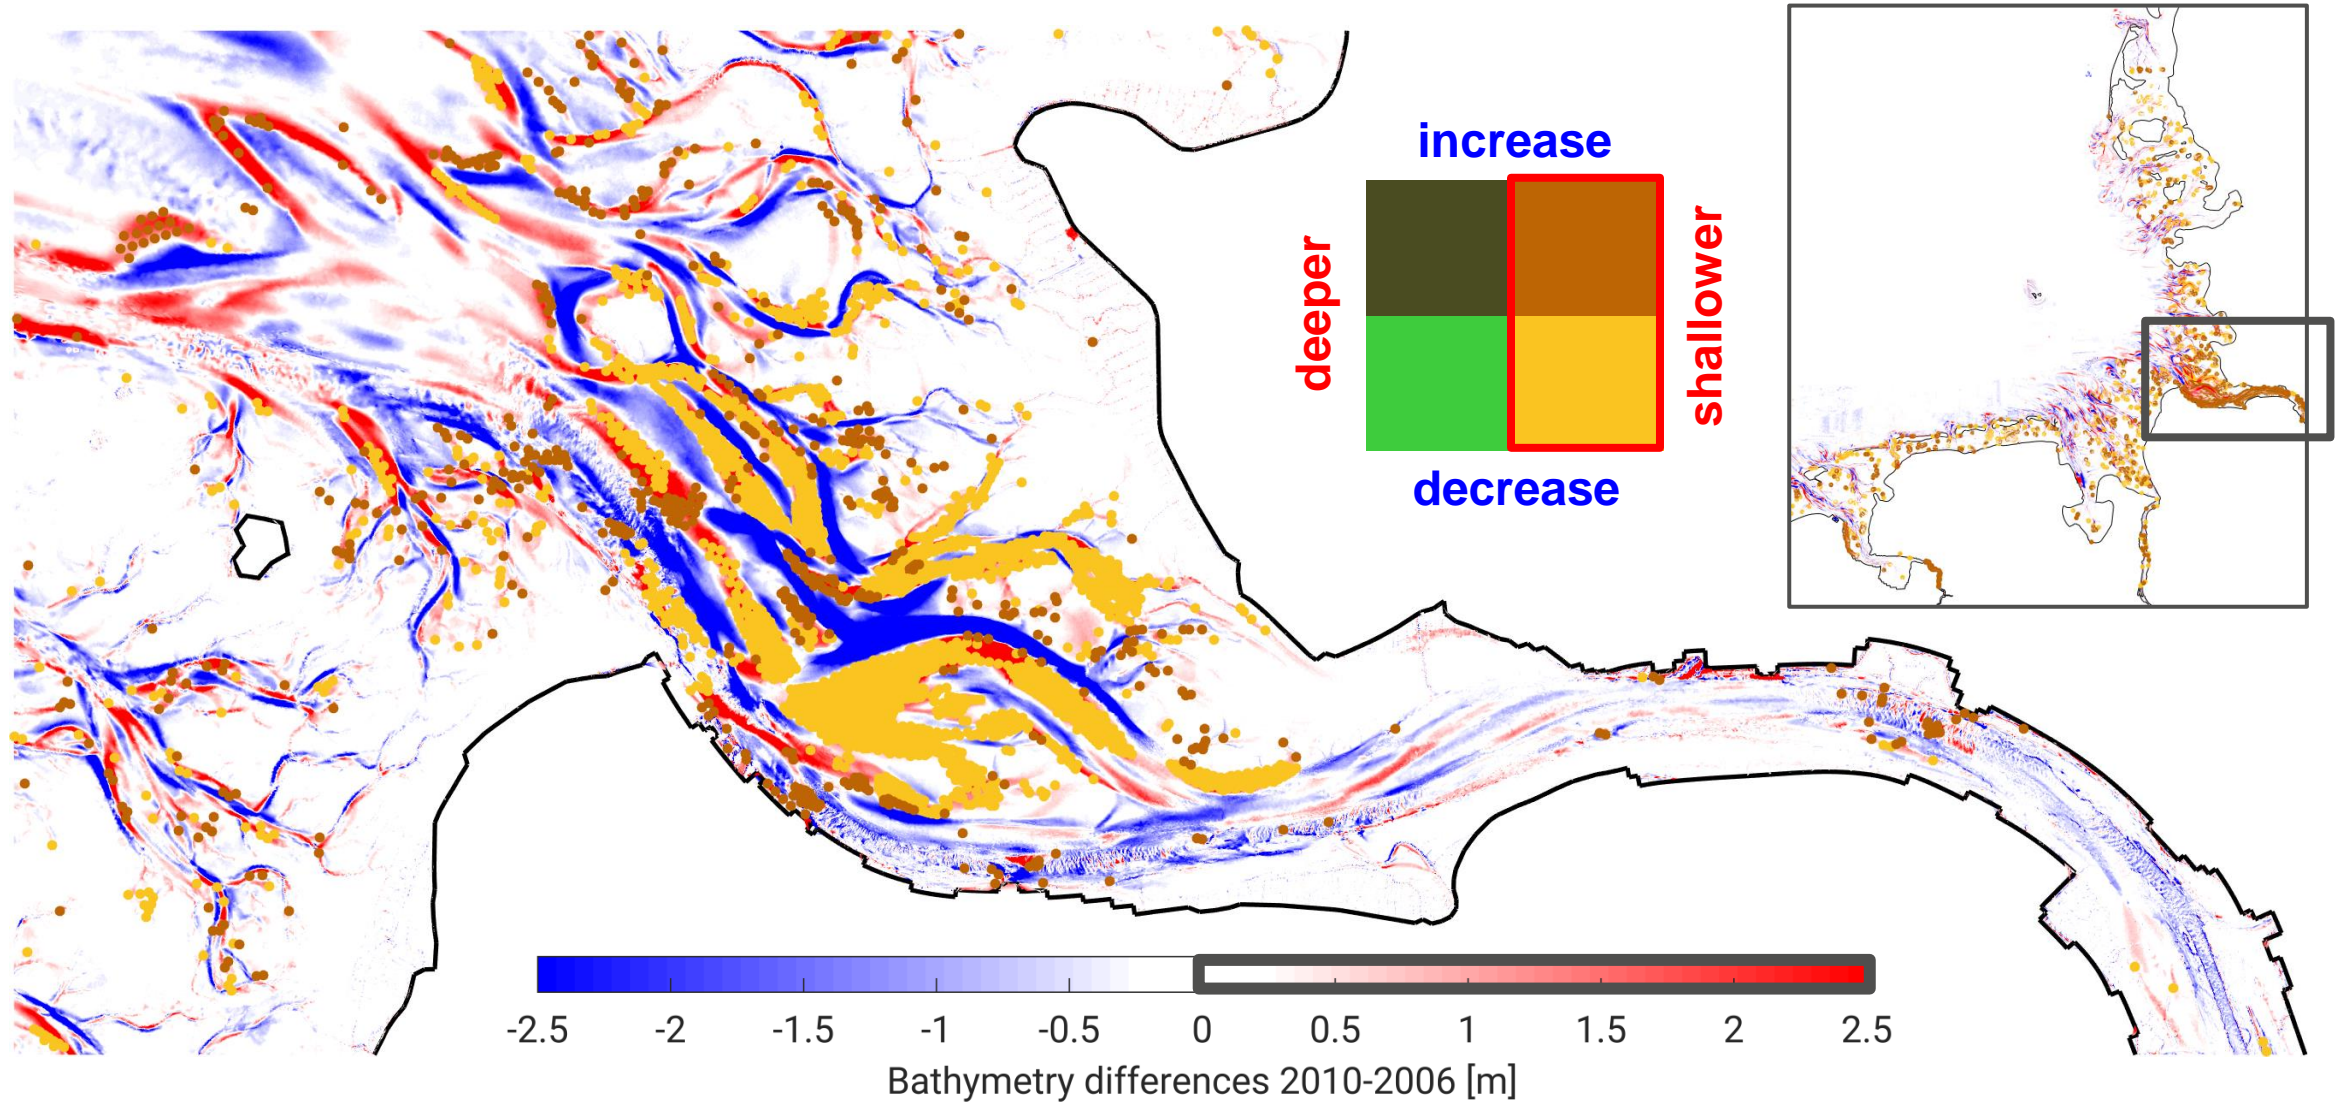 increase
deeper
shallower
decrease
-2.5 -2 -1.5 -1 -0.5 0 0.5 1 1.5 2 2.5
Bathymetry differences 2010-2006 [m]